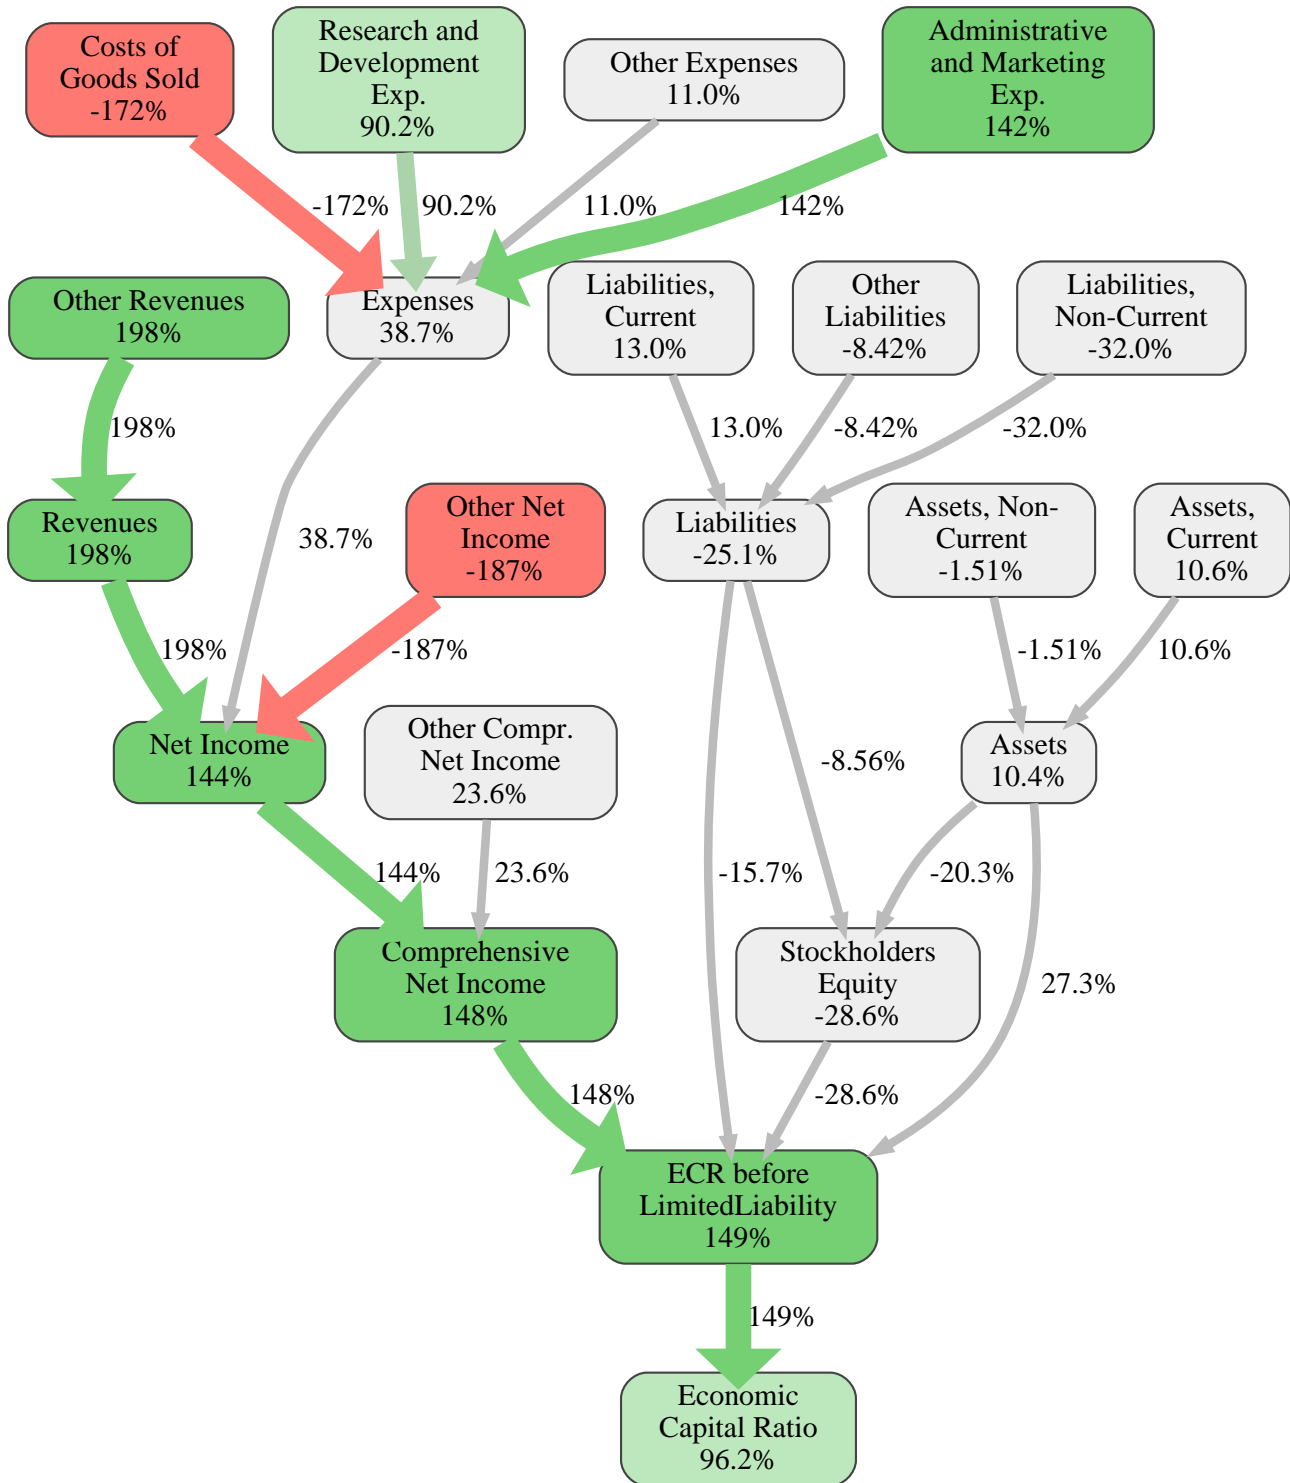 Costs of
Goods Sold
-172%
Research and
Development
Exp.
90.2%
Other Expenses
11.0%
Administrative
and Marketing
Exp.
142%
-172%
90.2%
11.0%
142%
Other Revenues
198%
Expenses
38.7%
Liabilities,
Current
13.0%
Other
Liabilities
-8.42%
Liabilities,
Non-Current
-32.0%
198%
13.0%
-8.42%
-32.0%
Revenues
198%
38.7%
Other Net
Income
-187%
Liabilities
-25.1%
Assets, Non-
Current
-1.51%
Assets,
Current
10.6%
198%
-187%
-1.51%
10.6%
Net Income
144%
Other Compr.
Net Income
23.6%
-8.56%
Assets
10.4%
144%
23.6%
-15.7%
-20.3%
Comprehensive
Net Income
148%
Stockholders
Equity
-28.6%
27.3%
148%
-28.6%
ECR before
LimitedLiability
149%
149%
Economic
Capital Ratio
96.2%